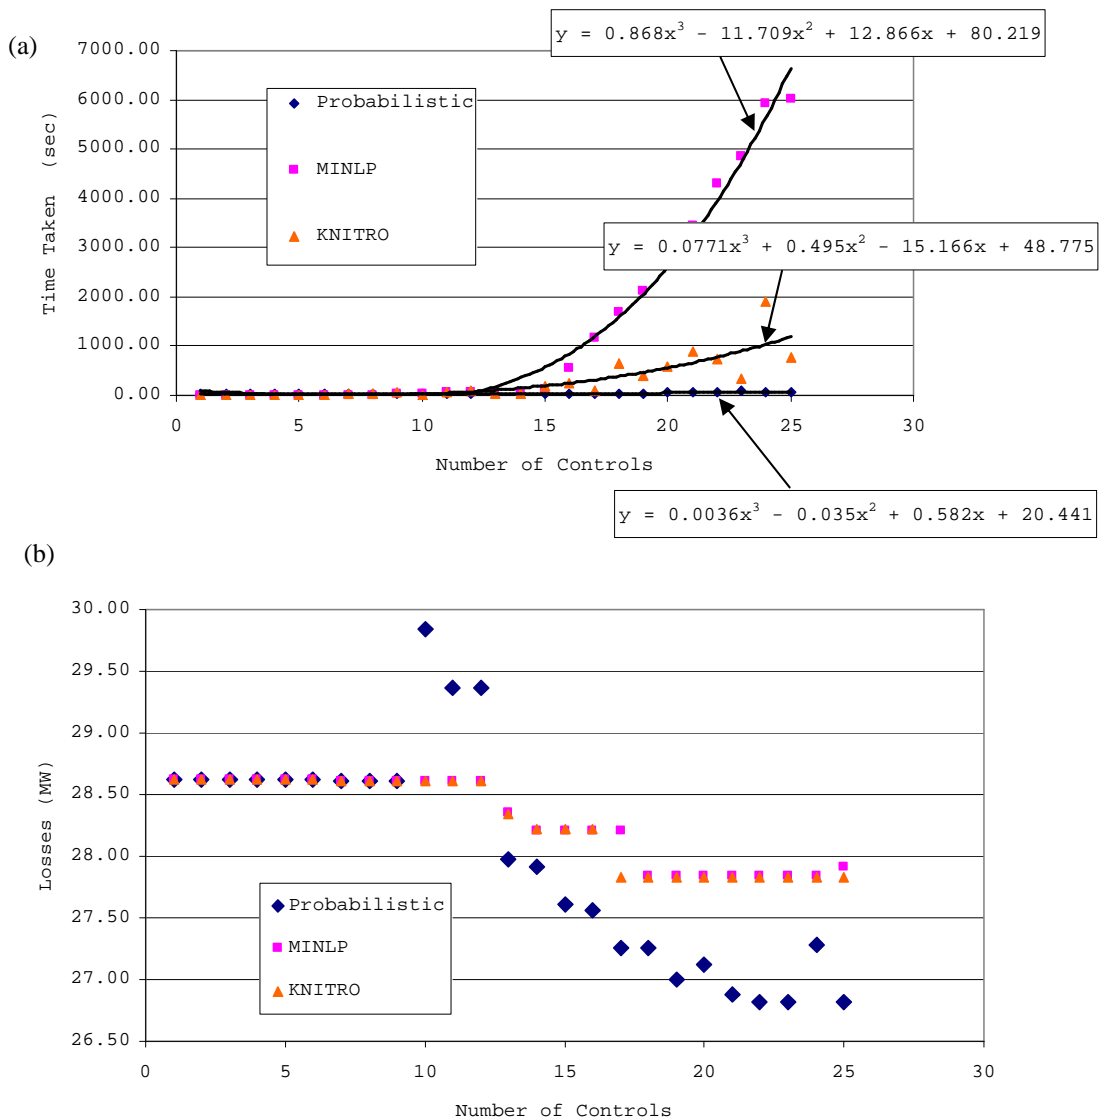 (a)
y = 0.868x³ - 11.709x² + 12.866x + 80.219
7000.00
6000.00
5000.00
4000.00
3000.00
2000.00
1000.00
0.00
Time Taken (sec)
Probabilistic
MINLP
KNITRO
y = 0.0771x³ + 0.495x² - 15.166x + 48.775
0 5 10 15 20 25 30
Number of Controls
y = 0.0036x³ - 0.035x² + 0.582x + 20.441
(b)
30.00
29.50
29.00
28.50
28.00
27.50
27.00
26.50
Losses (MW)
Probabilistic
MINLP
KNITRO
0 5 10 15 20 25 30
Number of Controls